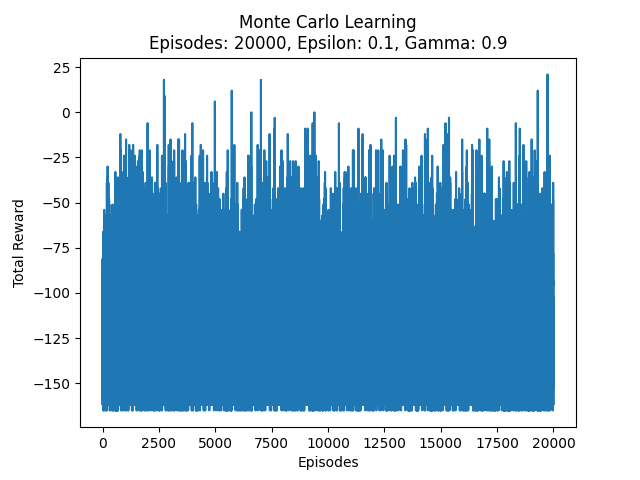 Monte Carlo Learning
Episodes: 20000, Epsilon: 0.1, Gamma: 0.9
25
0
−25
−50
−75
−100
−125
−150
Total Reward
0 2500 5000 7500 10000 12500 15000 17500 20000
Episodes